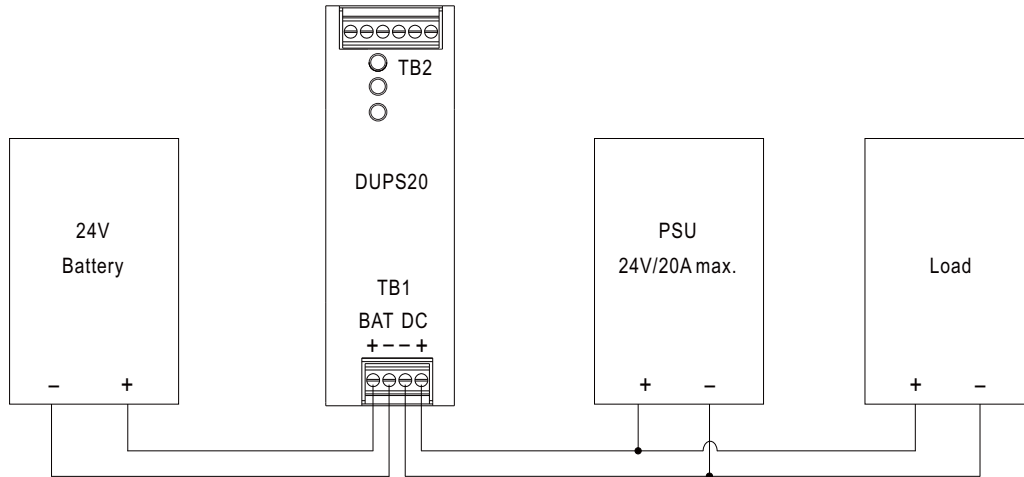 TB2
DUPS20
24V
Battery
PSU
24V/20A max.
Load
TB1
BAT DC
+ – – +
– +
+ –
+ –